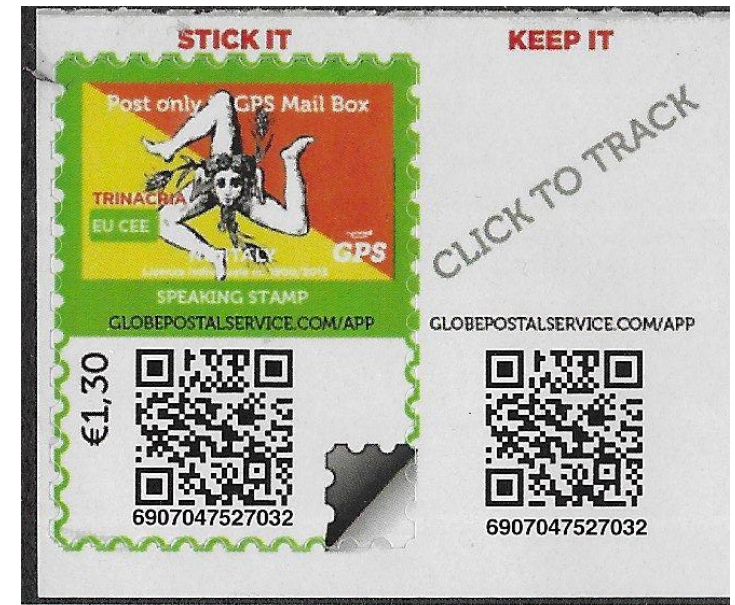 STICK IT
KEEP IT
Post only GPS Mail Box
TRINACRIA
EU CEE
ITALY
GPS
SPEAKING STAMP
GLOBEPOSTALSERVICE.COM/APP
€1,30
6907047527032
CLICK TO TRACK
GLOBEPOSTALSERVICE.COM/APP
6907047527032